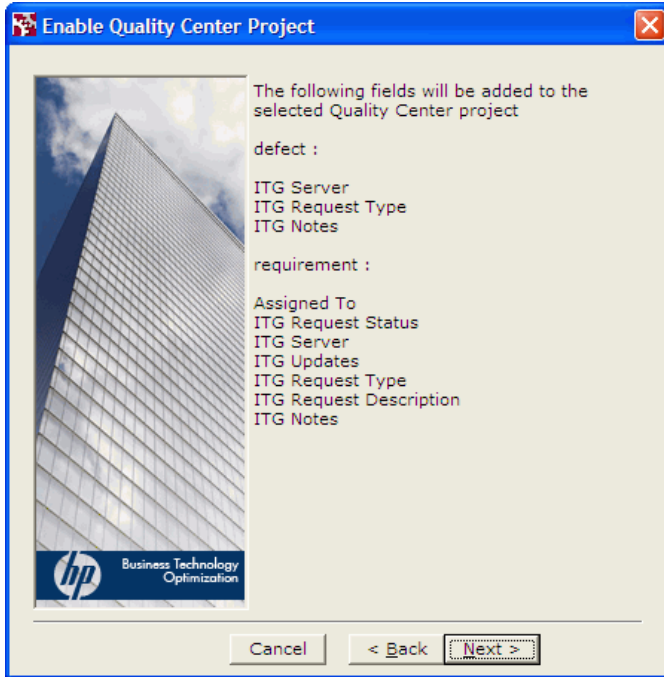 Enable Quality Center Project
The following fields will be added to the
selected Quality Center project
defect :
ITG Server
ITG Request Type
ITG Notes
requirement :
Assigned To
ITG Request Status
ITG Server
ITG Updates
ITG Request Type
ITG Request Description
ITG Notes
hp
Business Technology
Optimization
Cancel
< Back
Next >